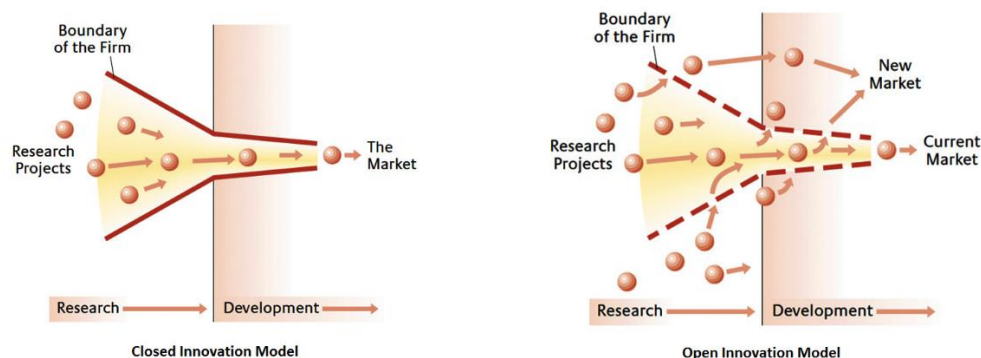 Boundary
of the Firm
Research
Projects
The
Market
Research
Development
Closed Innovation Model
Boundary
of the Firm
Research
Projects
New
Market
Current
Market
Research
Development
Open Innovation Model